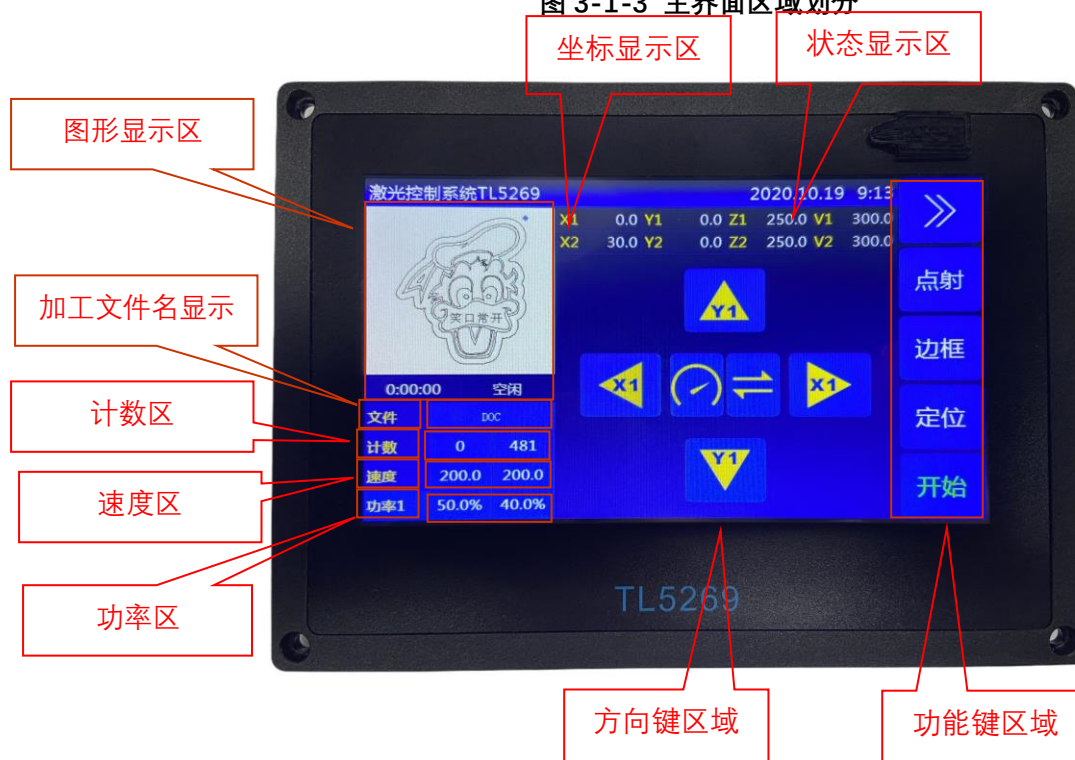 图 3-1-3 主界面区域划分
坐标显示区
状态显示区
图形显示区
加工文件名显示
计数区
速度区
功率区
激光控制系统TL5269 2020.10.19 9:13
X1 0.0 Y1 0.0 Z1 250.0 V1 300.0
X2 30.0 Y2 0.0 Z2 250.0 V2 300.0
笑口常开
0:00:00 空闲
文件 DOC
计数 0 481
速度 200.0 200.0
功率1 50.0% 40.0%
Y1
X1 X1
Y1
点射
边框
定位
开始
TL5269
方向键区域
功能键区域